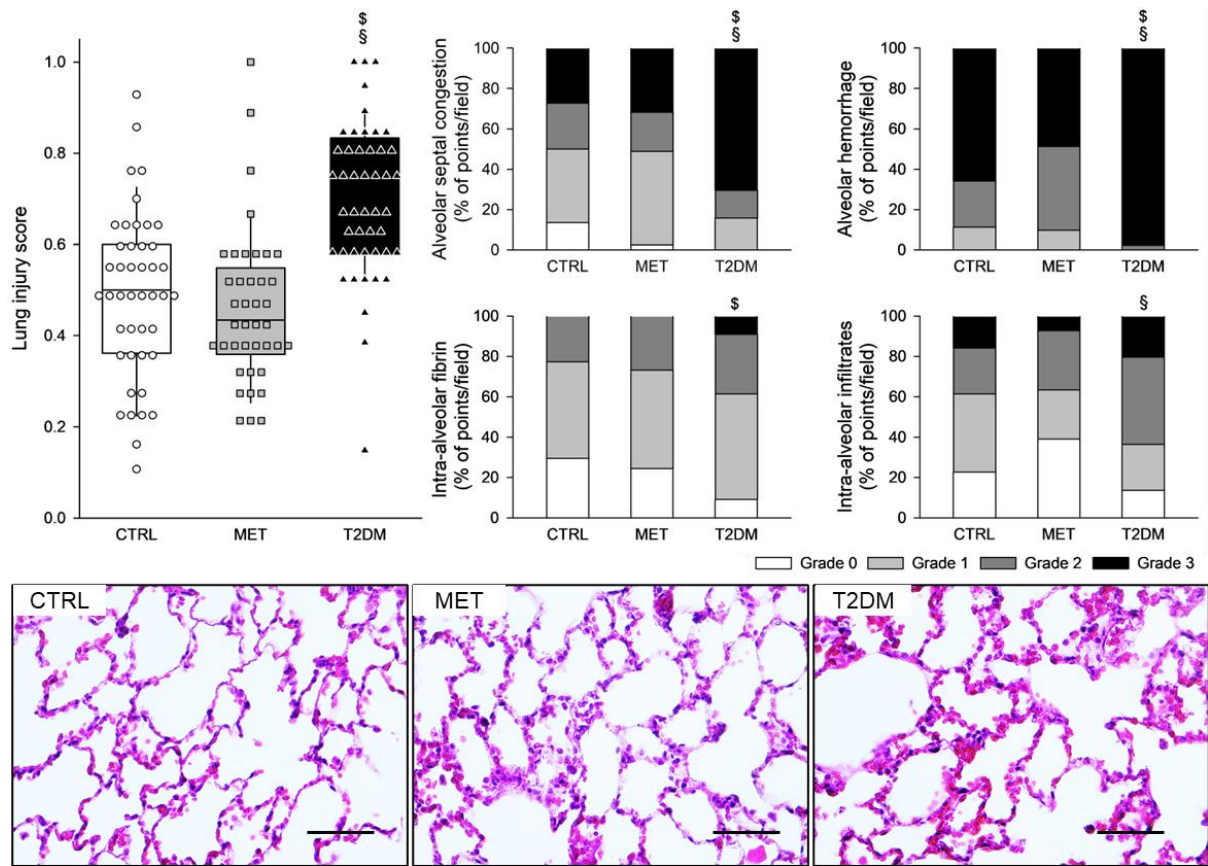 Lung injury score
1.0
0.8
0.6
0.4
0.2
0.0
$
§
CTRL MET T2DM
Alveolar septal congestion
(% of points/field)
100
80
60
40
20
0
$
§
CTRL MET T2DM
Alveolar hemorrhage
(% of points/field)
100
80
60
40
20
0
$
§
CTRL MET T2DM
Intra-alveolar fibrin
(% of points/field)
100
80
60
40
20
0
$
CTRL MET T2DM
Intra-alveolar infiltrates
(% of points/field)
100
80
60
40
20
0
§
CTRL MET T2DM
Grade 0 Grade 1 Grade 2 Grade 3
CTRL
MET
T2DM